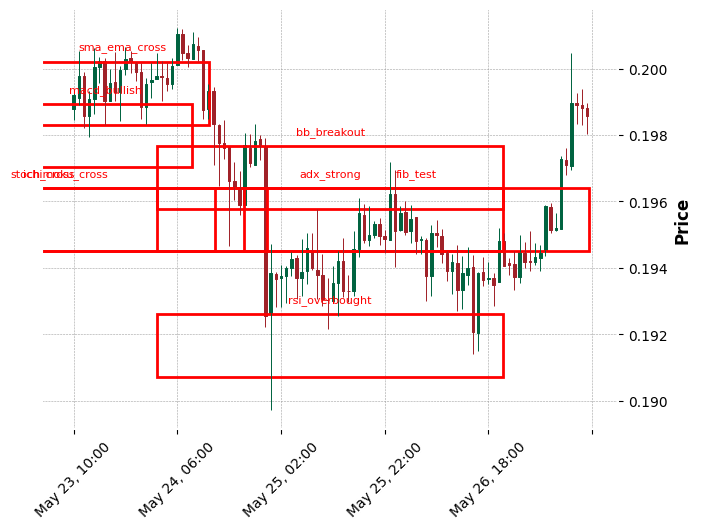 sma_ema_cross
macd_bullish
bb_breakout
ichimoku_cross
adx_strong
fib_test
rsi_overbought
0.200
0.198
0.196
0.194
0.192
0.190
Price
May 23, 10:00
May 24, 06:00
May 25, 02:00
May 25, 22:00
May 26, 18:00